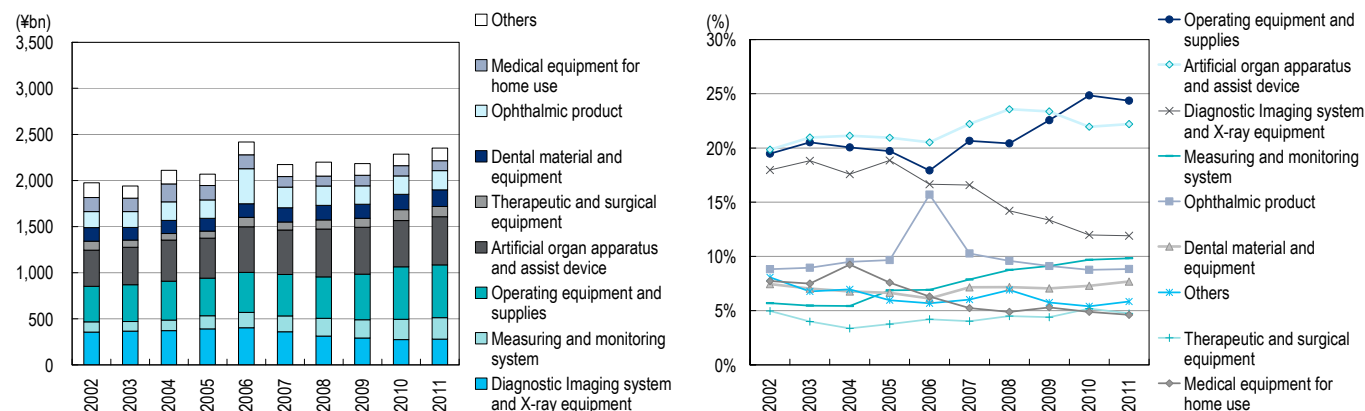 (¥bn)
3,500
3,000
2,500
2,000
1,500
1,000
500
0
2002
2003
2004
2005
2006
2007
2008
2009
2010
2011
Others
Medical equipment for
home use
Ophthalmic product
Dental material and
equipment
Therapeutic and surgical
equipment
Artificial organ apparatus
and assist device
Operating equipment and
supplies
Measuring and monitoring
system
Diagnostic Imaging system
and X-ray equipment
(%)
30%
25%
20%
15%
10%
5%
0%
2002
2003
2004
2005
2006
2007
2008
2009
2010
2011
Operating equipment and
supplies
Artificial organ apparatus
and assist device
Diagnostic Imaging system
and X-ray equipment
Measuring and monitoring
system
Ophthalmic product
Dental material and
equipment
Others
Therapeutic and surgical
equipment
Medical equipment for
home use